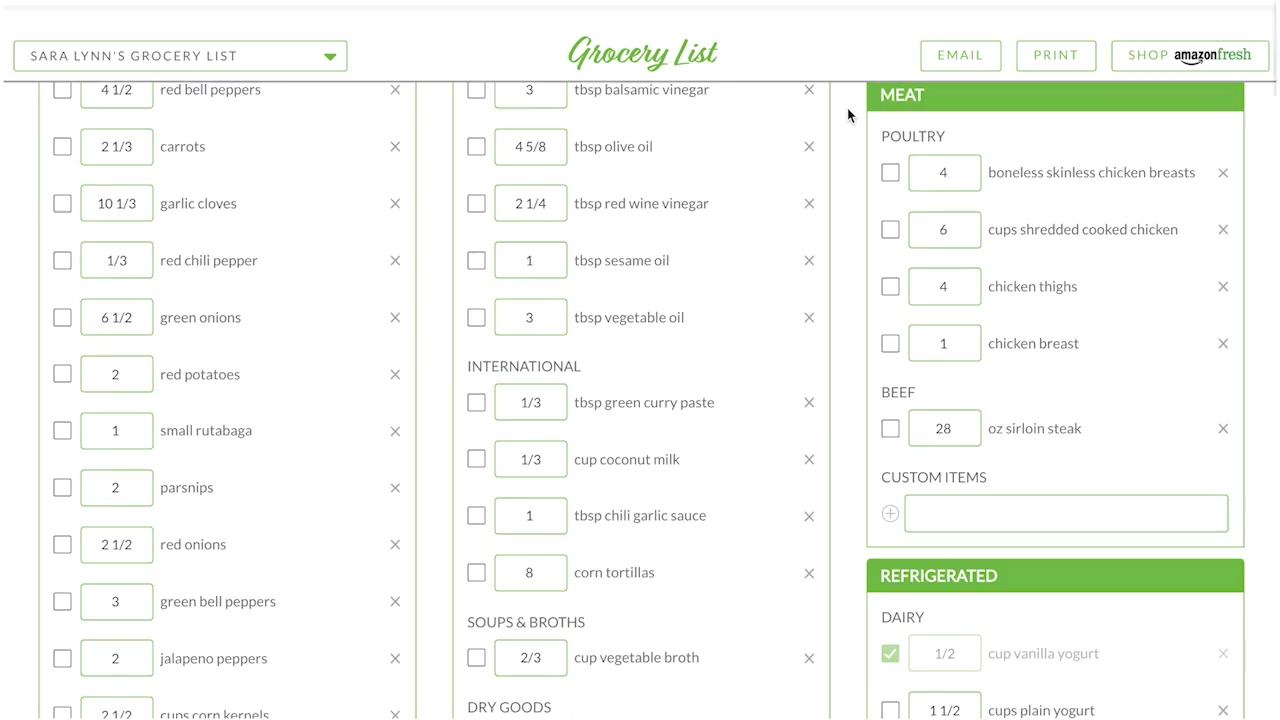 SARA LYNN'S GROCERY LIST
Grocery List
EMAIL
PRINT
SHOP amazonfresh
4 1/2 red bell peppers
2 1/3 carrots
10 1/3 garlic cloves
1/3 red chili pepper
6 1/2 green onions
2 red potatoes
1 small rutabaga
2 parsnips
2 1/2 red onions
3 green bell peppers
2 jalapeno peppers
2 1/2 cups corn kernels
3 tbsp balsamic vinegar
4 5/8 tbsp olive oil
2 1/4 tbsp red wine vinegar
1 tbsp sesame oil
3 tbsp vegetable oil
INTERNATIONAL
1/3 tbsp green curry paste
1/3 cup coconut milk
1 tbsp chili garlic sauce
8 corn tortillas
SOUPS & BROTHS
2/3 cup vegetable broth
DRY GOODS
MEAT
POULTRY
4 boneless skinless chicken breasts
6 cups shredded cooked chicken
4 chicken thighs
1 chicken breast
BEEF
28 oz sirloin steak
CUSTOM ITEMS
REFRIGERATED
DAIRY
1/2 cup vanilla yogurt
1 1/2 cups plain yogurt